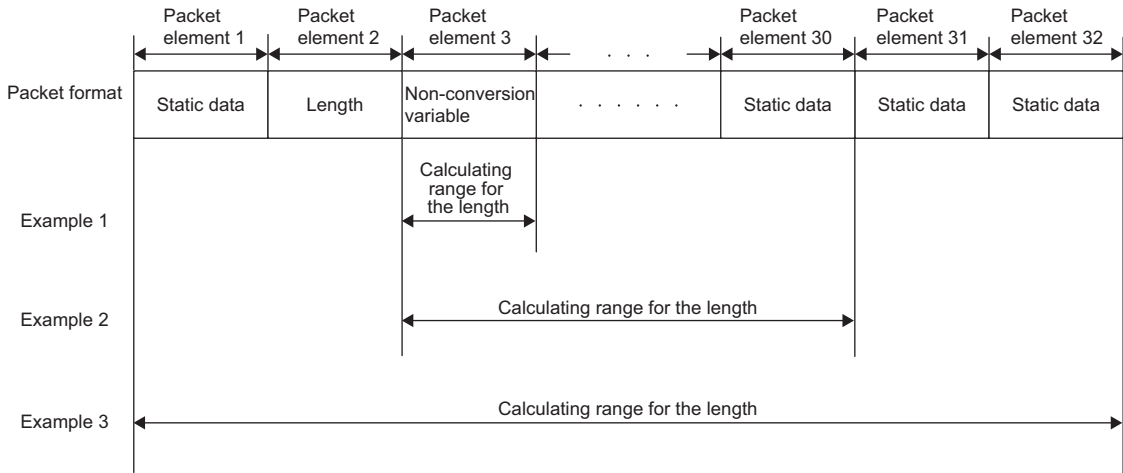 Packet element 1
Packet element 2
Packet element 3
. . .
Packet element 30
Packet element 31
Packet element 32
Packet format
Static data
Length
Non-conversion variable
. . . . . .
Static data
Static data
Static data
Example 1
Calculating range for the length
Example 2
Calculating range for the length
Example 3
Calculating range for the length